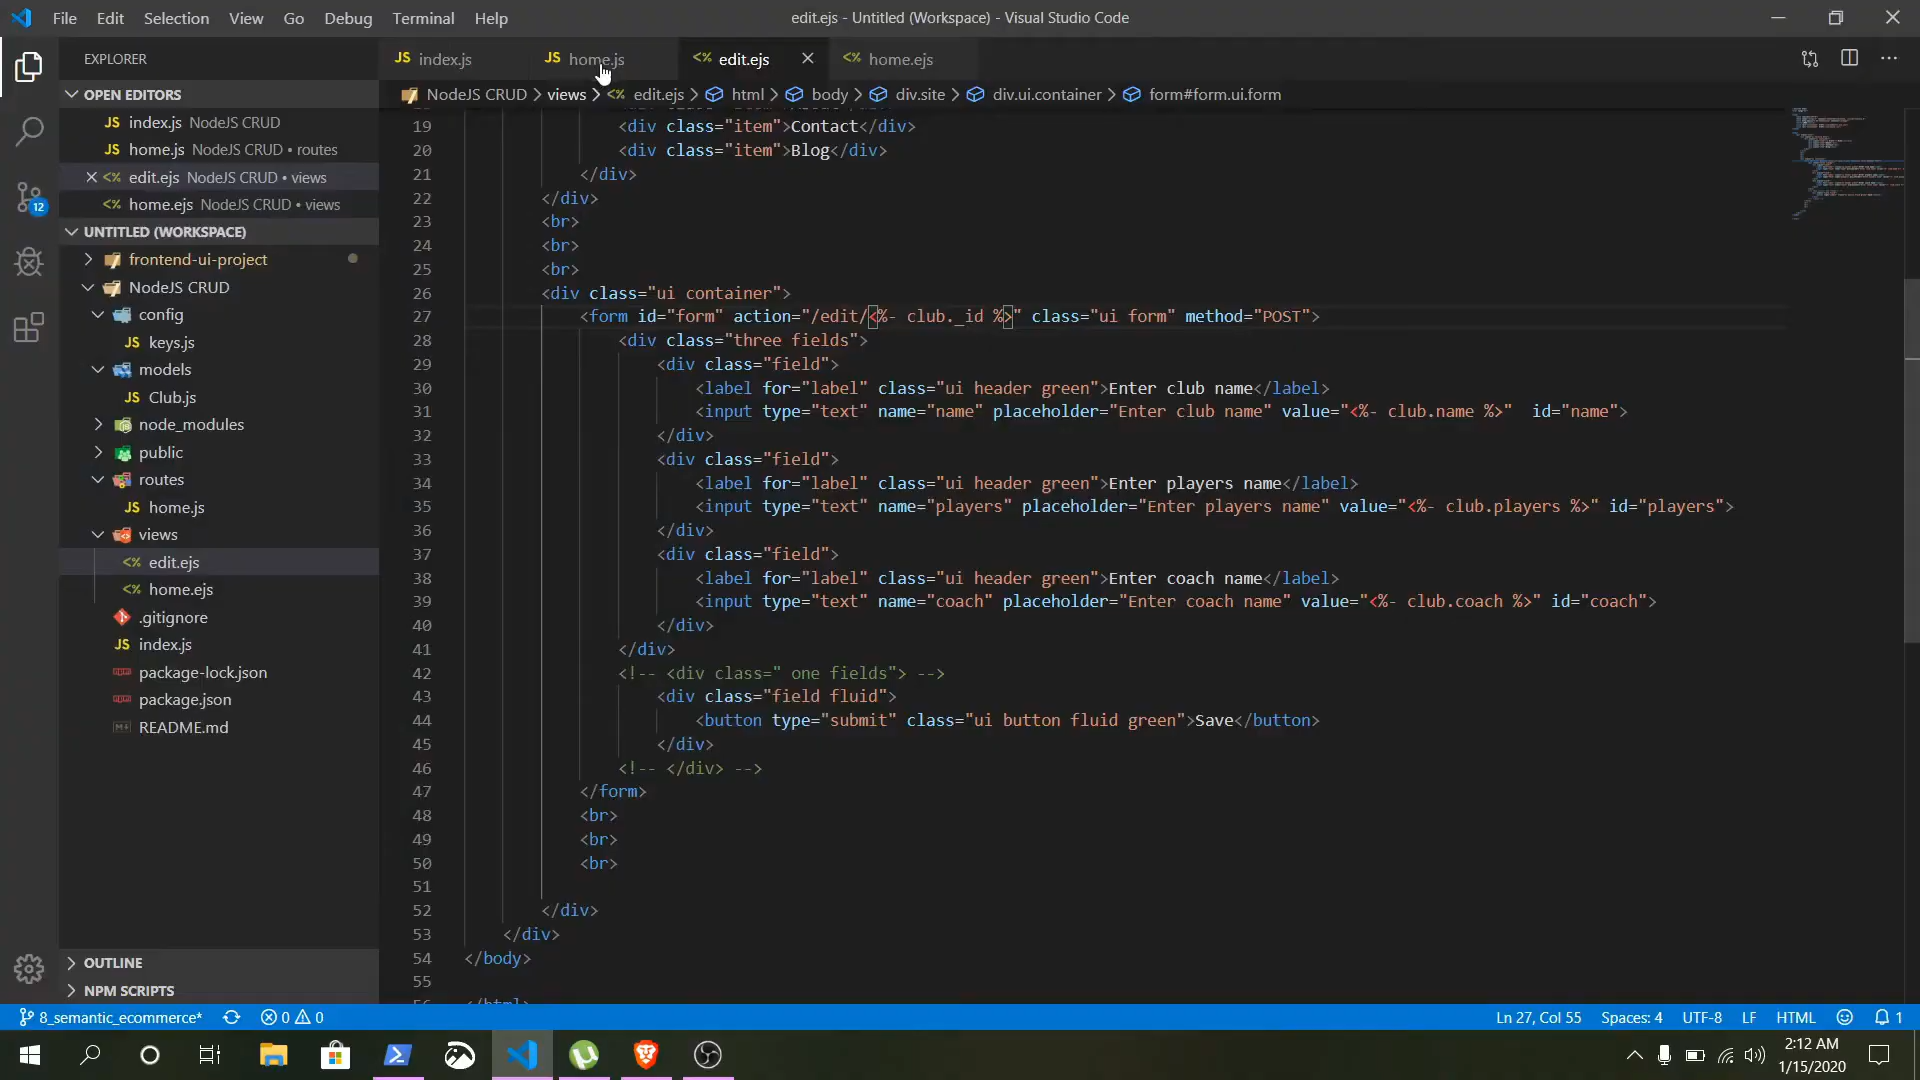 File Edit Selection View Go Debug Terminal Help
edit.ejs - Untitled (Workspace) - Visual Studio Code
EXPLORER
OPEN EDITORS
JS index.js NodeJS CRUD
JS home.js NodeJS CRUD • routes
<% edit.ejs NodeJS CRUD • views
<% home.ejs NodeJS CRUD • views
UNTITLED (WORKSPACE)
frontend-ui-project
NodeJS CRUD
config
JS keys.js
models
JS Club.js
node_modules
public
routes
JS home.js
views
<% edit.ejs
<% home.ejs
.gitignore
JS index.js
package-lock.json
package.json
README.md
OUTLINE
NPM SCRIPTS
12
JS index.js
JS home.js
<% edit.ejs
<% home.ejs
NodeJS CRUD > views > <% edit.ejs > html > body > div.site > div.ui.container > form#form.ui.form
19 <div class="item">Contact</div>
20 <div class="item">Blog</div>
21 </div>
22 </div>
23 <br>
24 <br>
25 <br>
26 <div class="ui container">
27 <form id="form" action="/edit/<%- club._id %>" class="ui form" method="POST">
28 <div class="three fields">
29 <div class="field">
30 <label for="label" class="ui header green">Enter club name</label>
31 <input type="text" name="name" placeholder="Enter club name" value="<%- club.name %>"  id="name">
32 </div>
33 <div class="field">
34 <label for="label" class="ui header green">Enter players name</label>
35 <input type="text" name="players" placeholder="Enter players name" value="<%- club.players %>" id="players">
36 </div>
37 <div class="field">
38 <label for="label" class="ui header green">Enter coach name</label>
39 <input type="text" name="coach" placeholder="Enter coach name" value="<%- club.coach %>" id="coach">
40 </div>
41 </div>
42 <!-- <div class=" one fields"> -->
43 <div class="field fluid">
44 <button type="submit" class="ui button fluid green">Save</button>
45 </div>
46 <!-- </div> -->
47 </form>
48 <br>
49 <br>
50 <br>
51
52 </div>
53 </div>
54 </body>
55
8_semantic_ecommerce* 0 0
Ln 27, Col 55 Spaces: 4 UTF-8 LF HTML 1
2:12 AM
1/15/2020